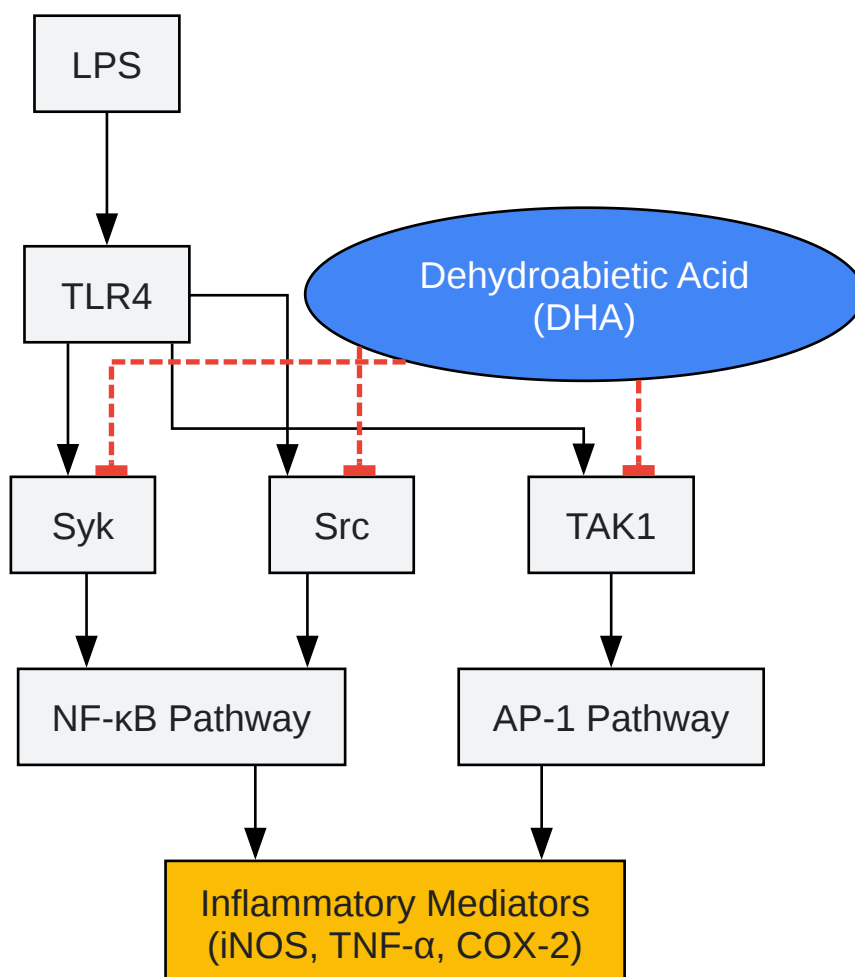 LPS
TLR4
Dehydroabietic Acid
(DHA)
Syk
Src
TAK1
NF-κB Pathway
AP-1 Pathway
Inflammatory Mediators
(iNOS, TNF-α, COX-2)